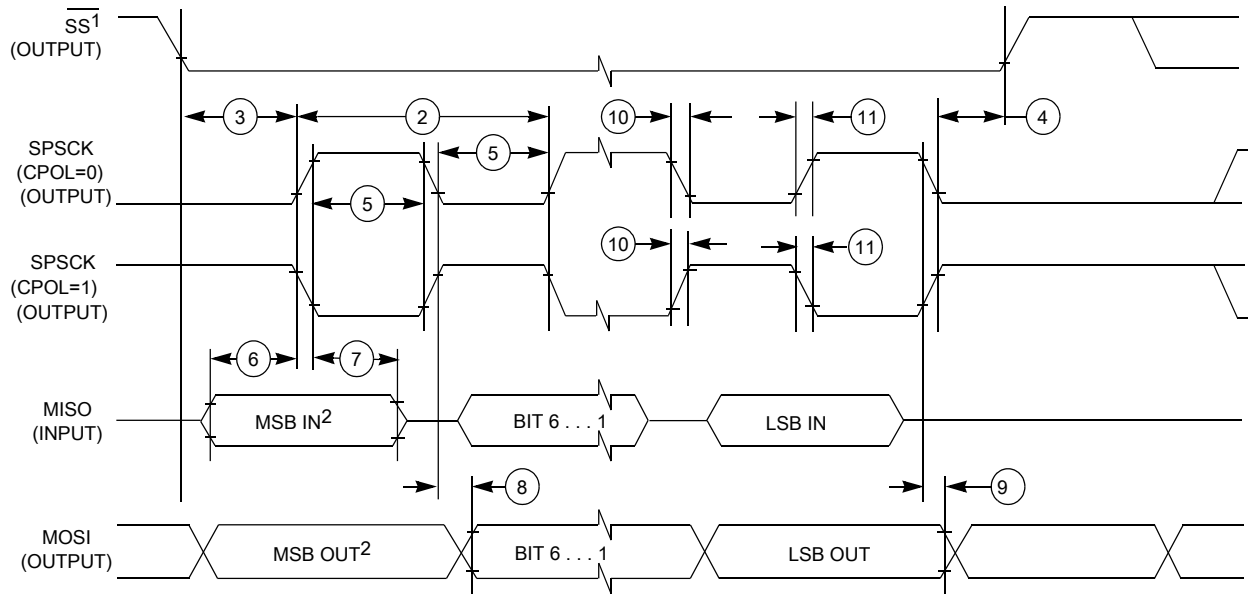 SS¹
(OUTPUT)
3
2
10
11
4
SPSCK
(CPOL=0)
(OUTPUT)
5
5
SPSCK
(CPOL=1)
(OUTPUT)
10
11
6
7
MISO
(INPUT)
MSB IN²
BIT 6 . . . 1
LSB IN
8
9
MOSI
(OUTPUT)
MSB OUT²
BIT 6 . . . 1
LSB OUT